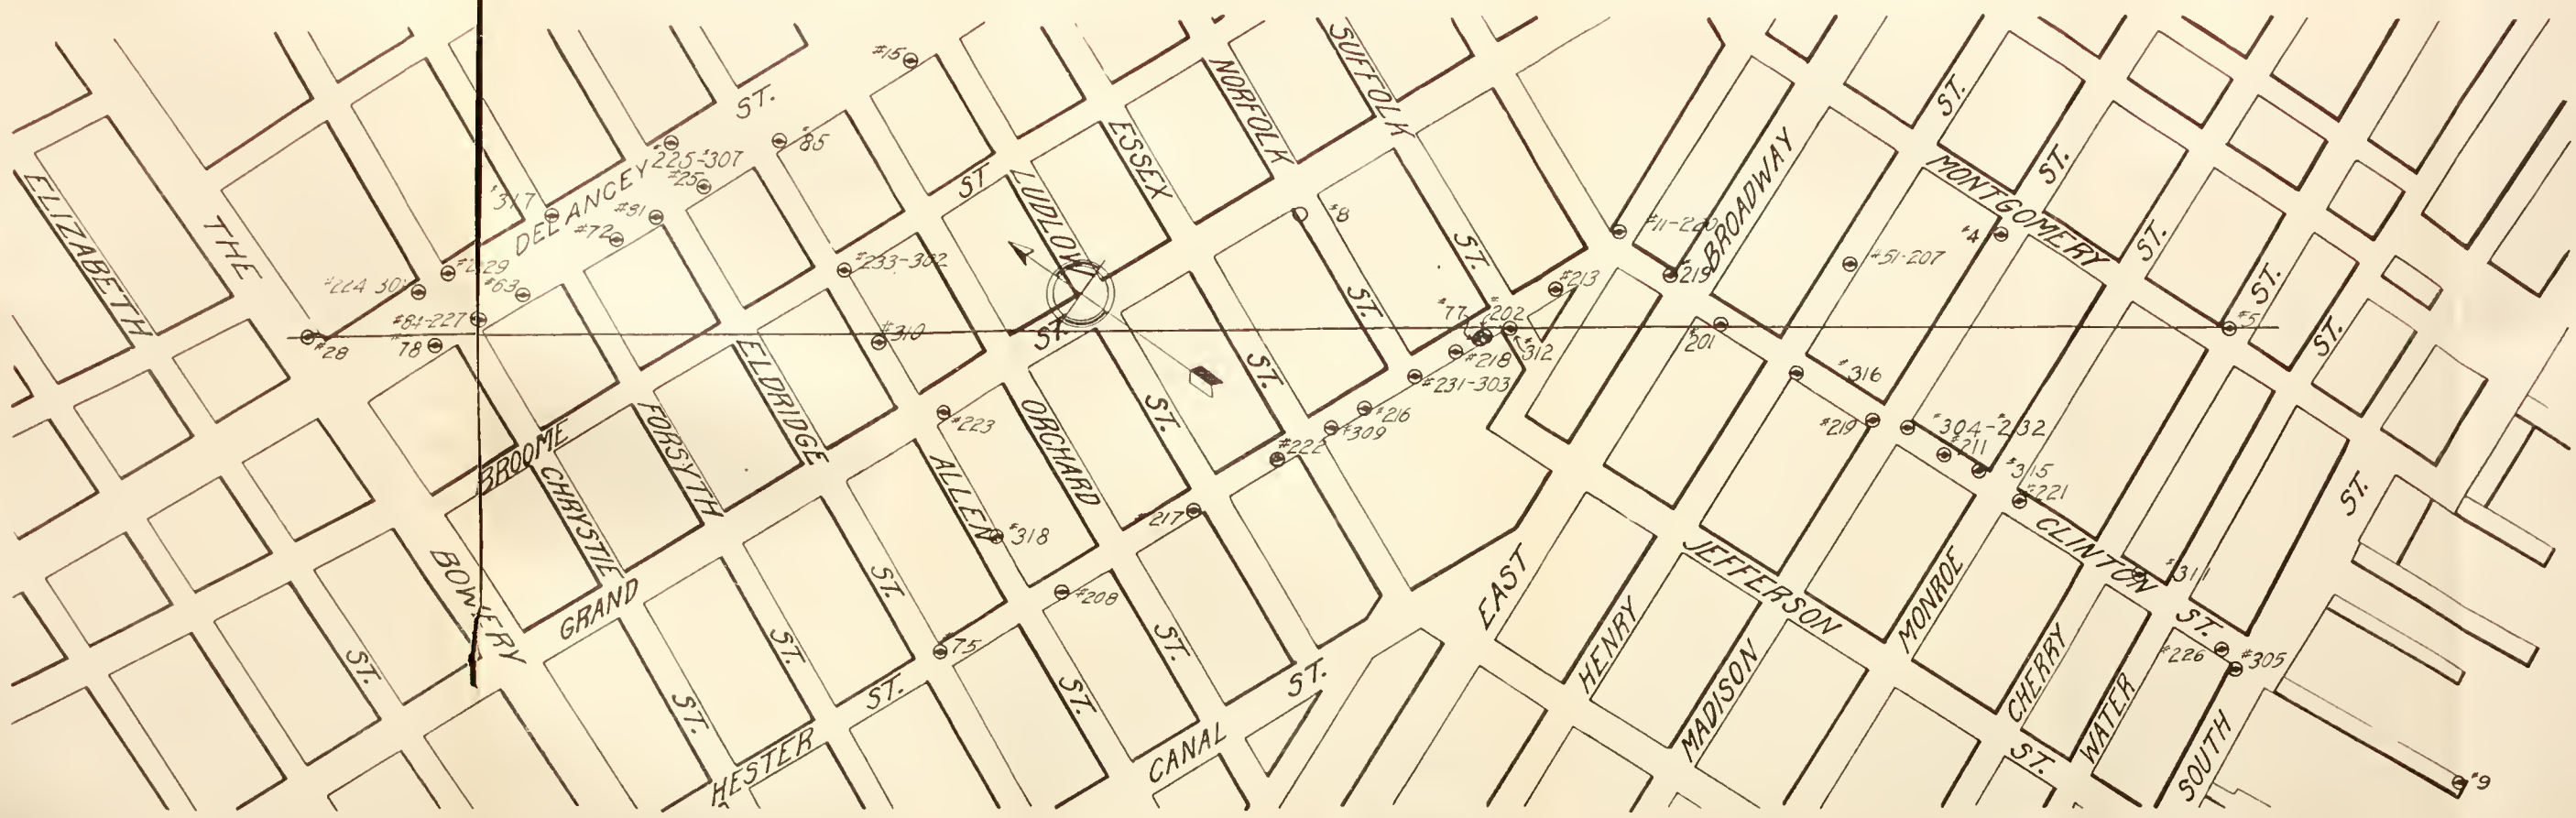 ELIZABETH
ST.
THE
BOWERY
DELANCEY
ST.
BROOME
ST.
ST.
CHRYSTIE
ST.
FORSYTH
ST.
ELDRIDGE
ST.
ALLEN
ST.
ORCHARD
ST.
LUDLOW
ST.
ESSEX
ST.
NORFOLK
ST.
SUFFOLK
ST.
GRAND
ST.
HESTER
CANAL
EAST
BROADWAY
HENRY
ST.
MADISON
ST.
MONROE
ST.
CHERRY
ST.
WATER
ST.
SOUTH
ST.
MONTGOMERY
CLINTON
ST.
JEFFERSON
ST.
#15
#85
#225-307
#25
#317
#81
#72
#63
#84-227
#78
#28
#233-302
#310
#223
#318
#75
#208
#217
#222
#309
#216
#231-303
#218
#77
#202
#312
#213
#8
#219
#201
#51-207
#4
#316
#219
#304-#232
#211
#315
#221
#311
#226
#305
#5
#9